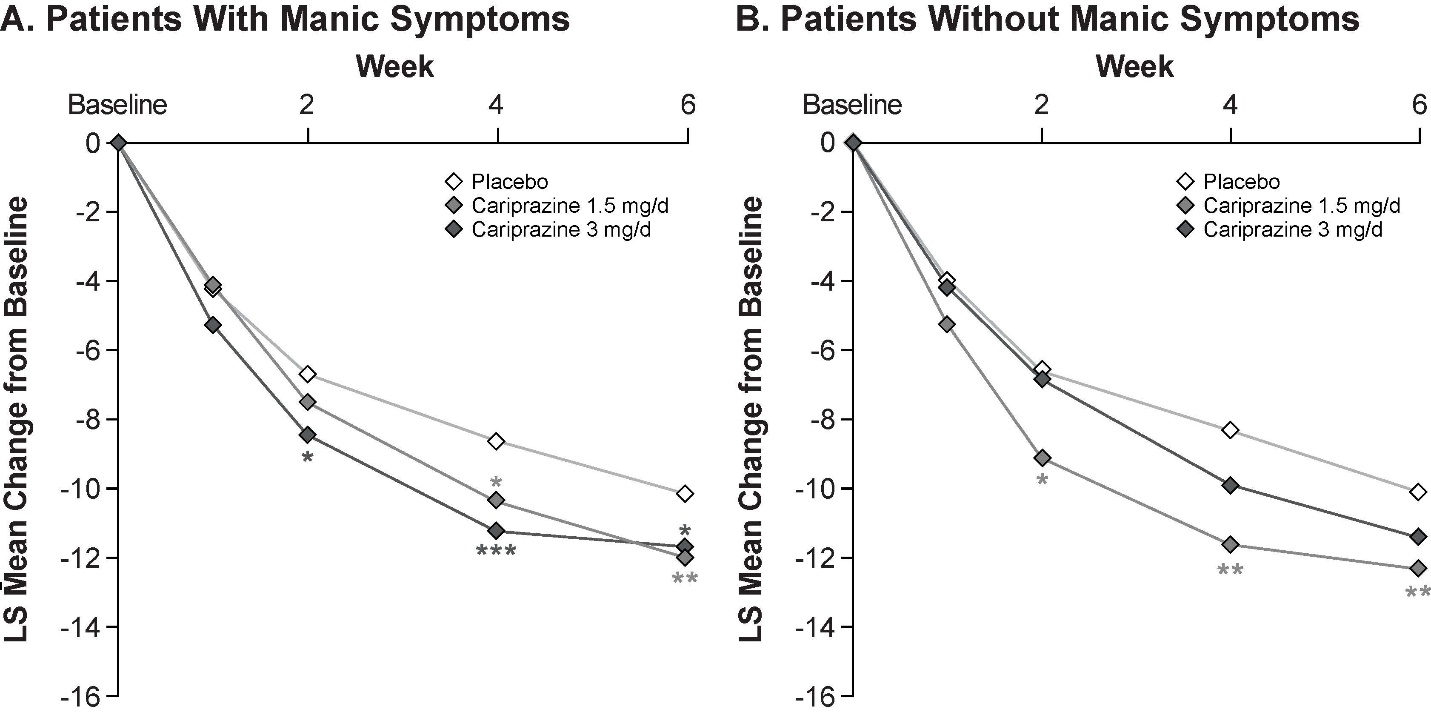 A. Patients With Manic Symptoms
Week
Baseline 2 4 6
0
-2
-4
-6
-8
-10
-12
-14
-16
LS Mean Change from Baseline
Placebo
Cariprazine 1.5 mg/d
Cariprazine 3 mg/d
*
*
***
*
**
B. Patients Without Manic Symptoms
Week
Baseline 2 4 6
0
-2
-4
-6
-8
-10
-12
-14
-16
LS Mean Change from Baseline
Placebo
Cariprazine 1.5 mg/d
Cariprazine 3 mg/d
*
**
**